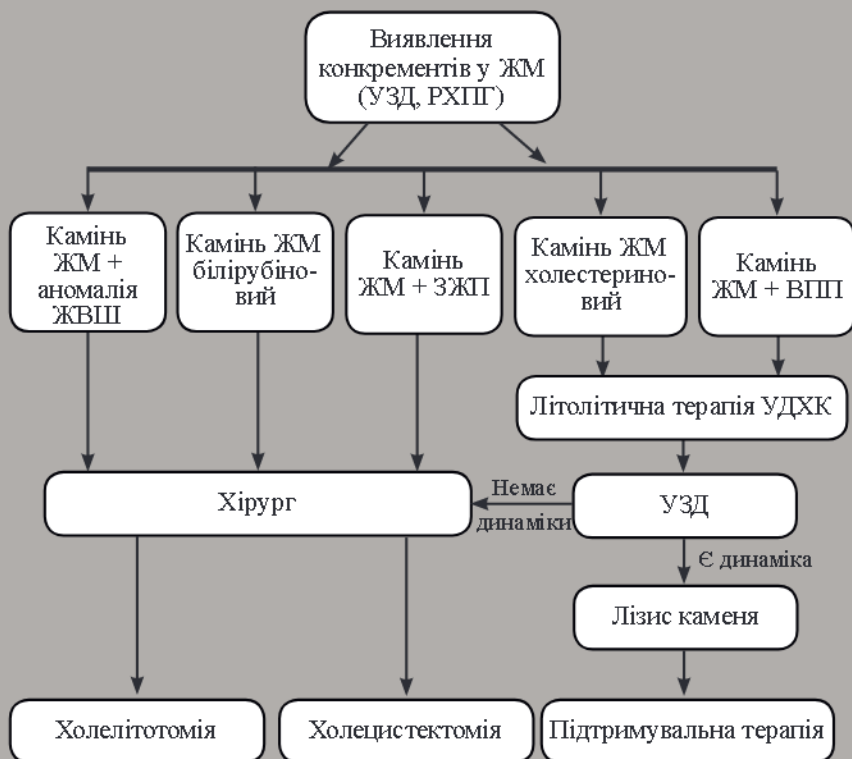 Виявлення
конкрементів у ЖМ
(УЗД, РХПГ)
Камінь
ЖМ +
аномалія
ЖВШ
Камінь ЖМ
білірубіно-
вий
Камінь
ЖМ + ЗЖП
Камінь ЖМ
холестерино-
вий
Камінь
ЖМ + ВПП
Літолітична терапія УДХК
Хірург
Немає
динаміки
УЗД
Є динаміка
Лізис каменя
Холелітотомія
Холецистектомія
Підтримувальна терапія